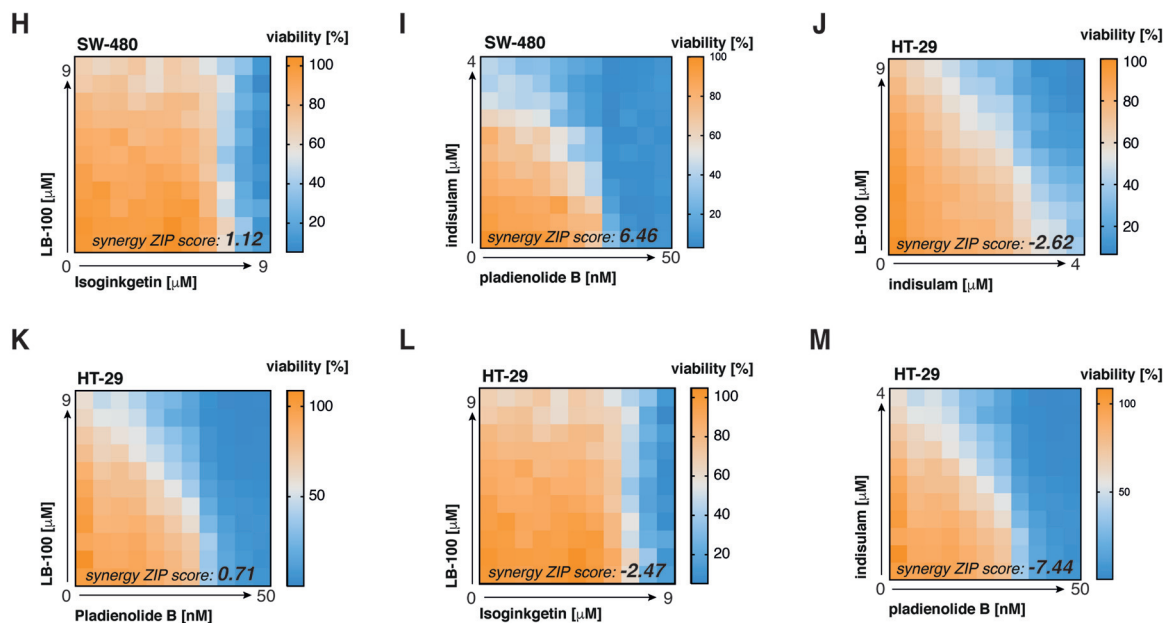 H
SW-480
viability [%]
9
100
80
60
40
20
LB-100 [µM]
synergy ZIP score: 1.12
0
9
Isoginkgetin [µM]
I
SW-480
viability [%]
4
100
80
60
40
20
indisulam [µM]
synergy ZIP score: 6.46
0
50
pladienolide B [nM]
J
HT-29
viability [%]
9
100
80
60
40
20
LB-100 [µM]
synergy ZIP score: -2.62
0
4
indisulam [µM]
K
HT-29
viability [%]
9
100
50
LB-100 [µM]
synergy ZIP score: 0.71
0
50
Pladienolide B [nM]
L
HT-29
viability [%]
9
100
80
60
40
20
LB-100 [µM]
synergy ZIP score: -2.47
0
9
Isoginkgetin [µM]
M
HT-29
viability [%]
4
100
50
indisulam [µM]
synergy ZIP score: -7.44
0
50
pladienolide B [nM]